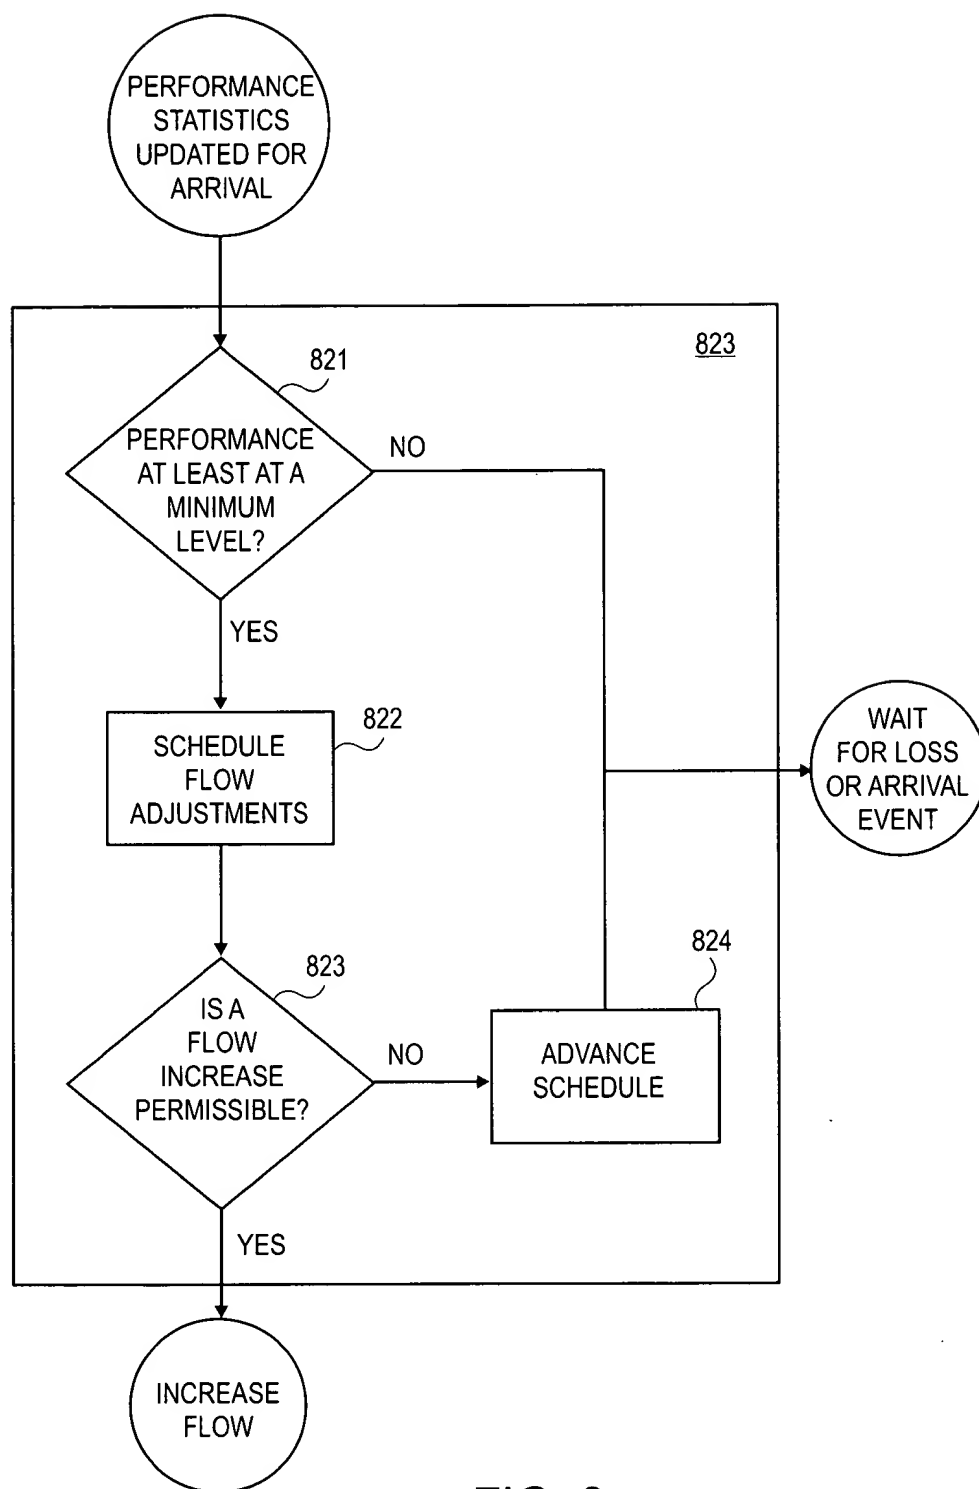 PERFORMANCE
STATISTICS
UPDATED FOR
ARRIVAL
823
821
PERFORMANCE
AT LEAST AT A
MINIMUM
LEVEL?
NO
YES
822
SCHEDULE
FLOW
ADJUSTMENTS
WAIT
FOR LOSS
OR ARRIVAL
EVENT
823
IS A
FLOW
INCREASE
PERMISSIBLE?
NO
824
ADVANCE
SCHEDULE
YES
INCREASE
FLOW